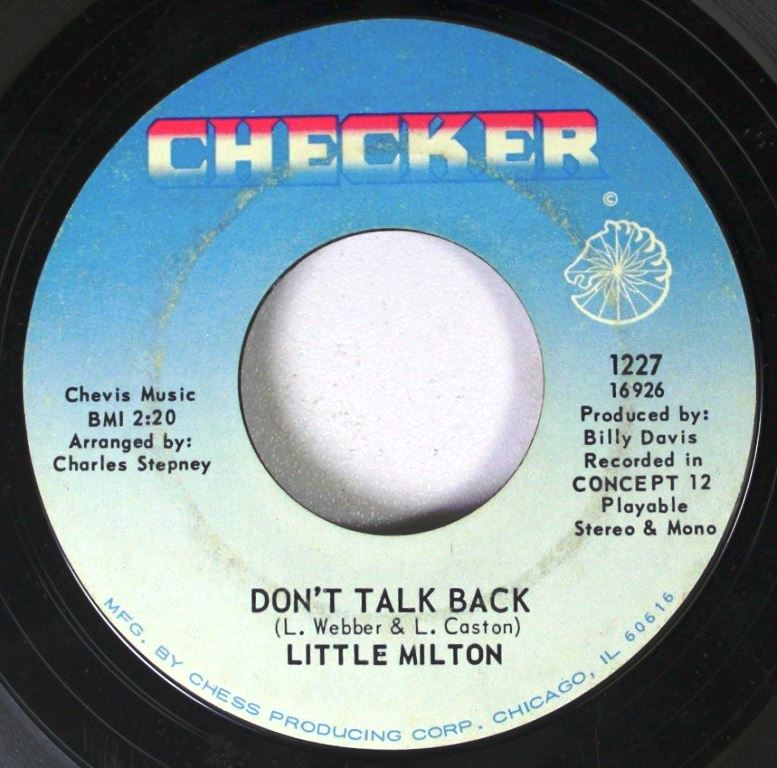 CHECKER
©
1227
16926
Produced by:
Billy Davis
Recorded in
CONCEPT 12
Playable
Stereo & Mono
Chevis Music
BMI 2:20
Arranged by:
Charles Stepney
DON'T TALK BACK
(L. Webber & L. Caston)
LITTLE MILTON
MFG. BY CHESS PRODUCING CORP. CHICAGO, IL 60616